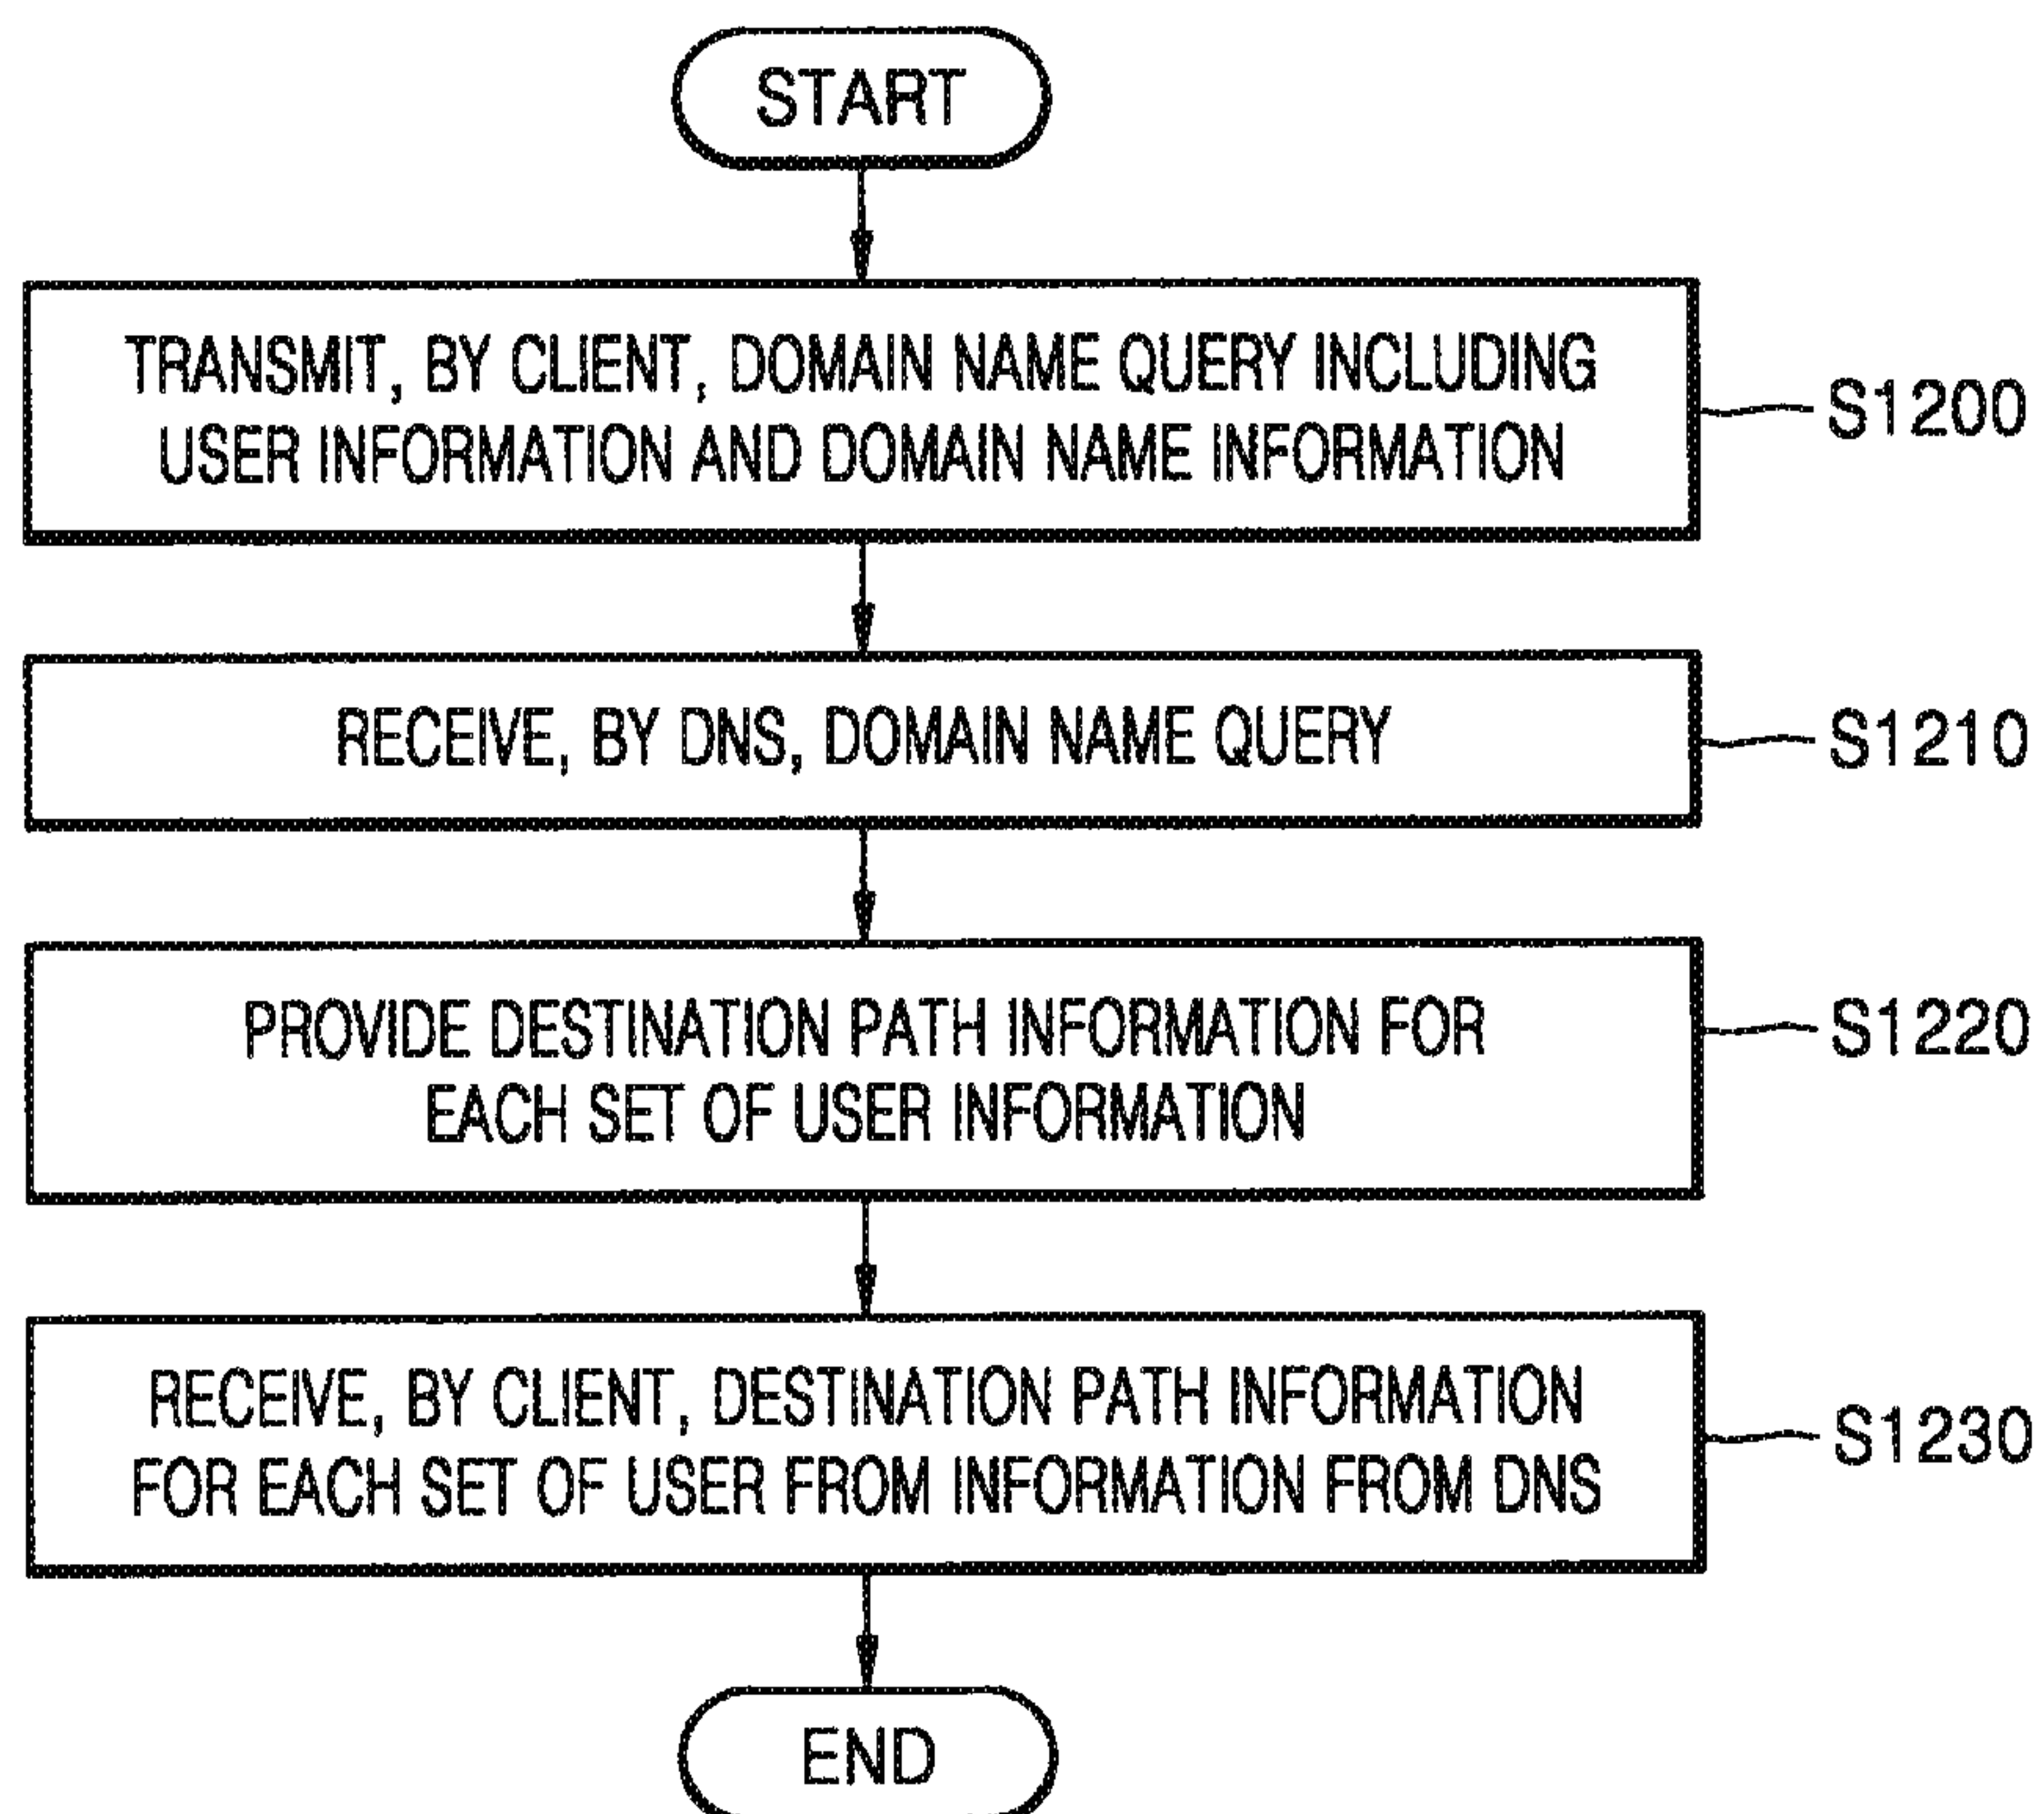 START
TRANSMIT, BY CLIENT, DOMAIN NAME QUERY INCLUDING
USER INFORMATION AND DOMAIN NAME INFORMATION
S1200
RECEIVE, BY DNS, DOMAIN NAME QUERY
S1210
PROVIDE DESTINATION PATH INFORMATION FOR
EACH SET OF USER INFORMATION
S1220
RECEIVE, BY CLIENT, DESTINATION PATH INFORMATION
FOR EACH SET OF USER FROM INFORMATION FROM DNS
S1230
END